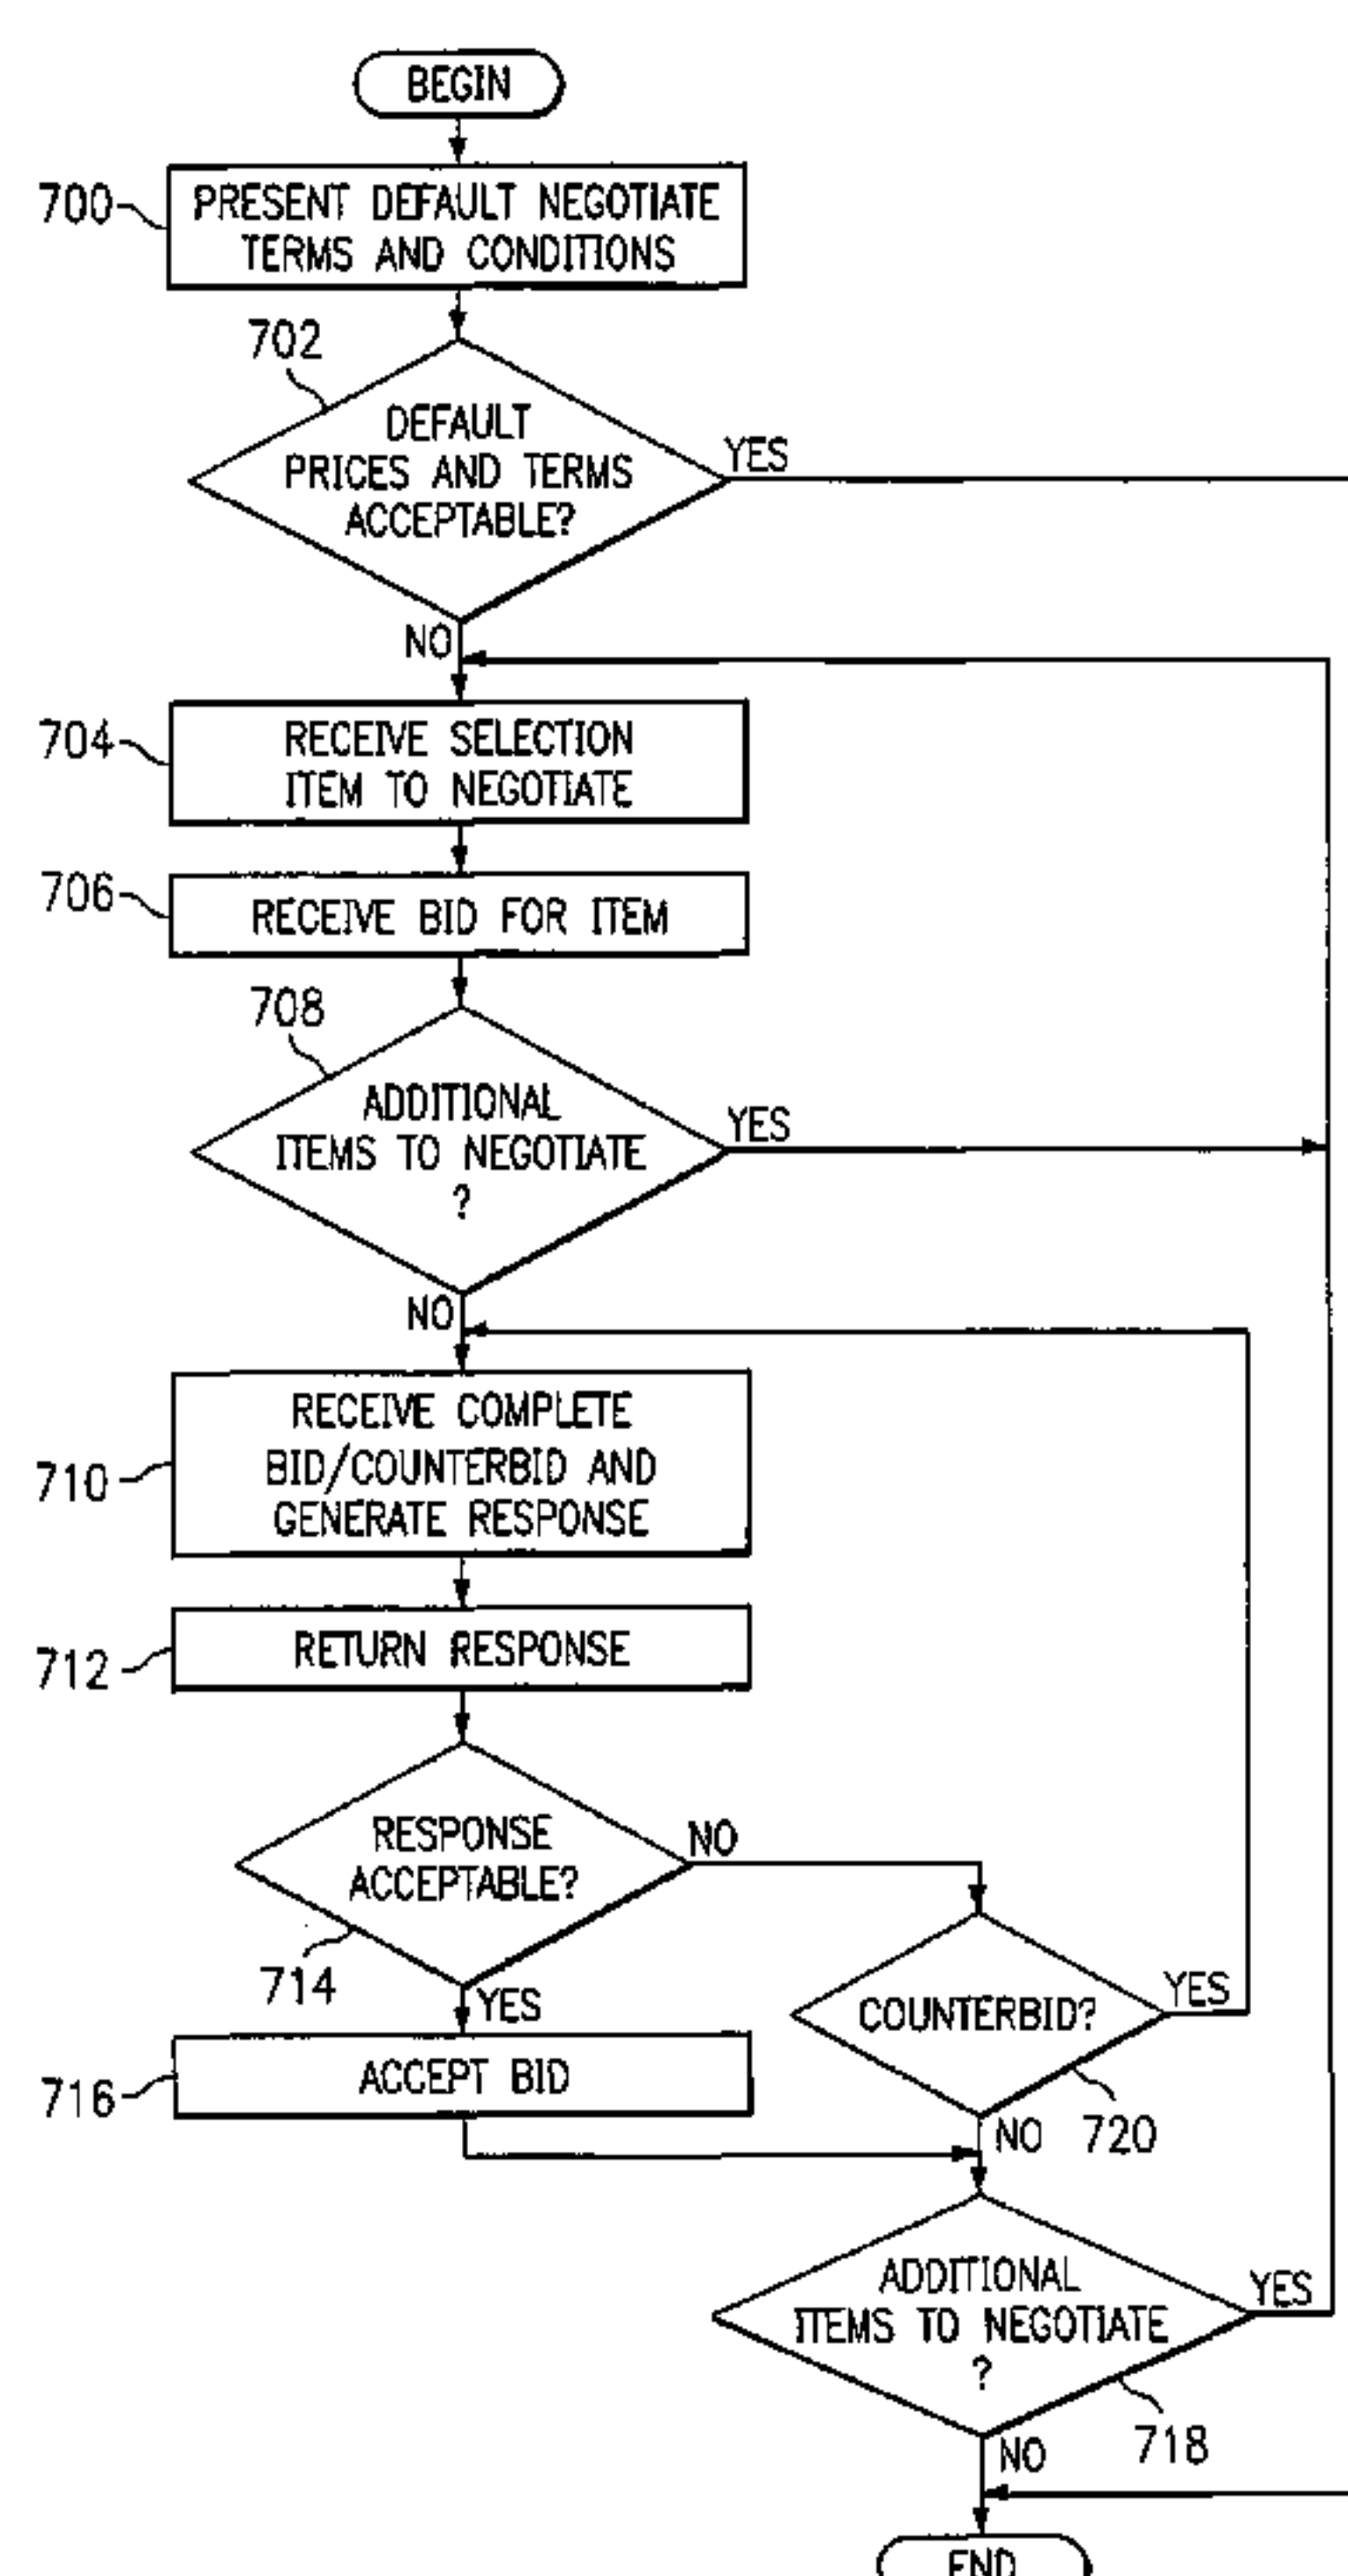 BEGIN
700
PRESENT DEFAULT NEGOTIATE
TERMS AND CONDITIONS
702
DEFAULT
PRICES AND TERMS
ACCEPTABLE?
YES
NO
704
RECEIVE SELECTION
ITEM TO NEGOTIATE
706
RECEIVE BID FOR ITEM
708
ADDITIONAL
ITEMS TO NEGOTIATE
?
YES
NO
710
RECEIVE COMPLETE
BID/COUNTERBID AND
GENERATE RESPONSE
712
RETURN RESPONSE
RESPONSE
ACCEPTABLE?
NO
714
YES
COUNTERBID?
YES
716
ACCEPT BID
NO
720
ADDITIONAL
ITEMS TO NEGOTIATE
?
YES
718
NO
END